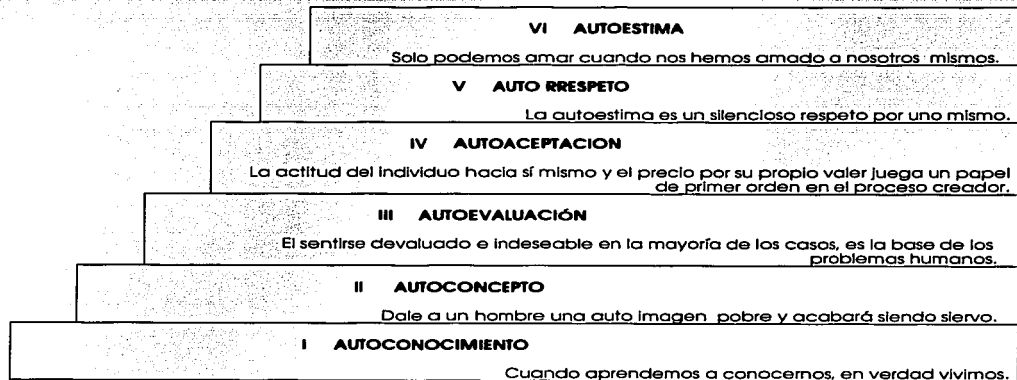 VI AUTOESTIMA
Solo podemos amar cuando nos hemos amado a nosotros mismos.
V AUTO RRESPETO
La autoestima es un silencioso respeto por uno mismo.
IV AUTOACEPTACION
La actitud del individuo hacia sí mismo y el precio por su propio valer juega un papel
de primer orden en el proceso creador.
III AUTOEVALUACIÓN
El sentirse devaluado e indeseable en la mayoría de los casos, es la base de los
problemas humanos.
II AUTOCONCEPTO
Dale a un hombre una auto imagen pobre y acabará siendo siervo.
I AUTOCONOCIMIENTO
Cuando aprendemos a conocernos, en verdad vivimos.